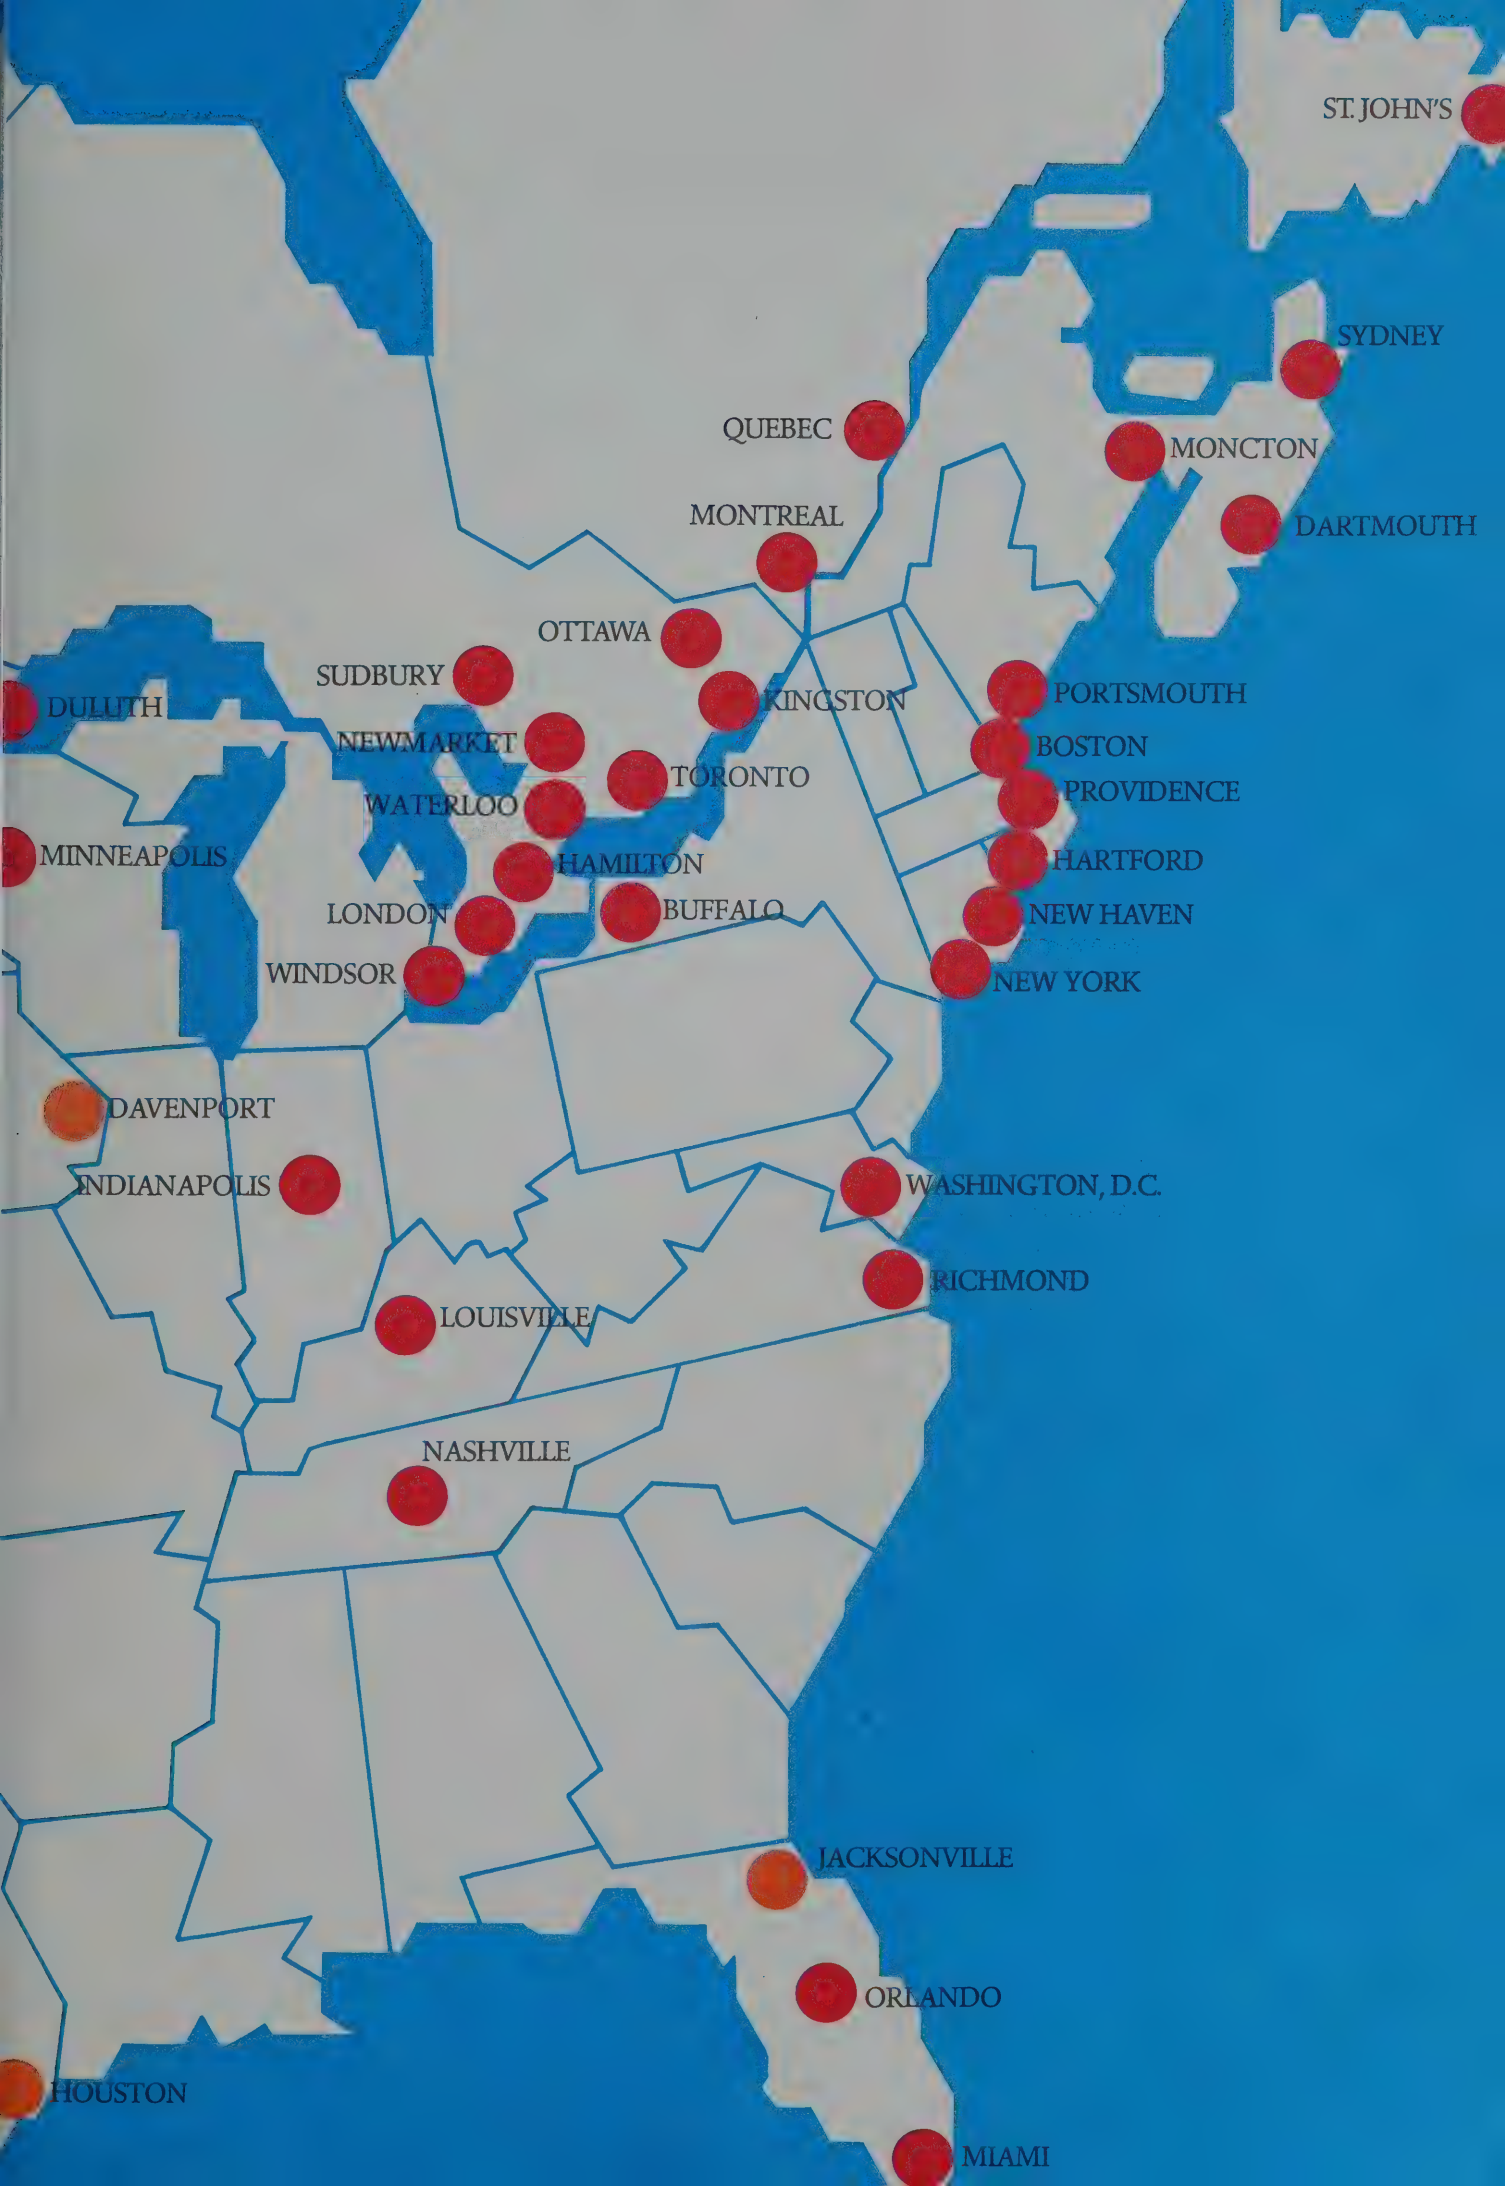 ST. JOHN'S
SYDNEY
QUEBEC
MONCTON
MONTREAL
DARTMOUTH
OTTAWA
SUDBURY
KINGSTON
PORTSMOUTH
DULUTH
NEWMARKET
BOSTON
TORONTO
PROVIDENCE
WATERLOO
MINNEAPOLIS
HAMILTON
HARTFORD
LONDON
BUFFALO
NEW HAVEN
WINDSOR
NEW YORK
DAVENPORT
INDIANAPOLIS
WASHINGTON, D.C.
RICHMOND
LOUISVILLE
NASHVILLE
JACKSONVILLE
ORLANDO
HOUSTON
MIAMI